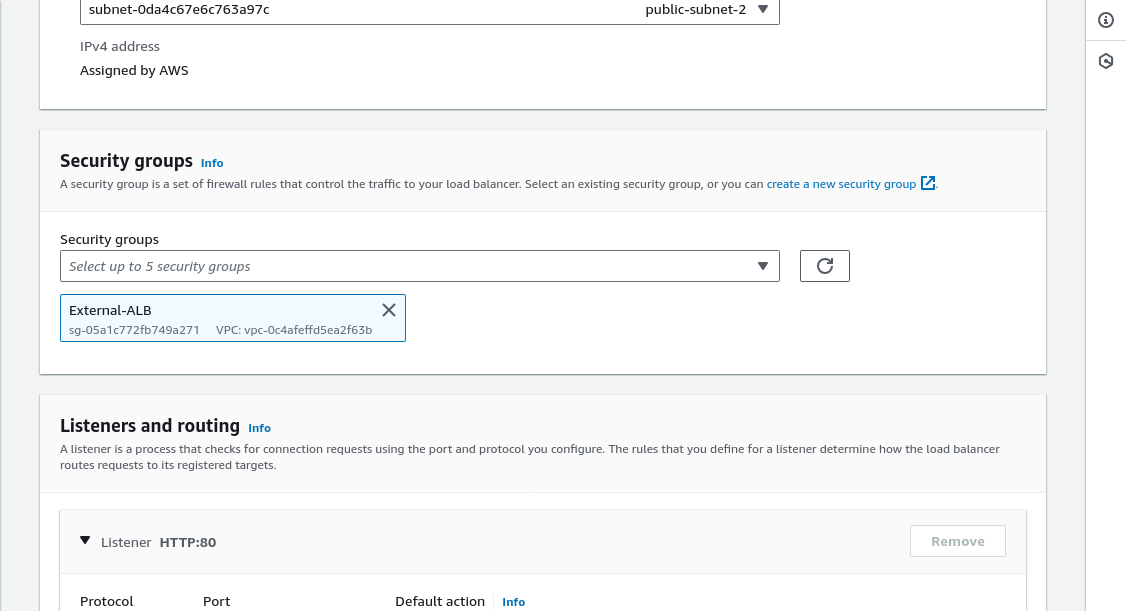 subnet-0da4c67e6c763a97c public-subnet-2
IPv4 address
Assigned by AWS
Security groups Info
A security group is a set of firewall rules that control the traffic to your load balancer. Select an existing security group, or you can create a new security group.
Security groups
Select up to 5 security groups
External-ALB
sg-05a1c772fb749a271 VPC: vpc-0c4afeffd5ea2f63b
Listeners and routing Info
A listener is a process that checks for connection requests using the port and protocol you configure. The rules that you define for a listener determine how the load balancer
routes requests to its registered targets.
Listener HTTP:80 Remove
Protocol Port Default action Info